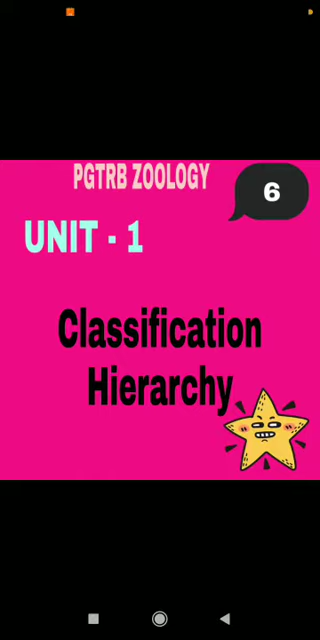 PGTRB ZOOLOGY
6
UNIT - 1
Classification
Hierarchy